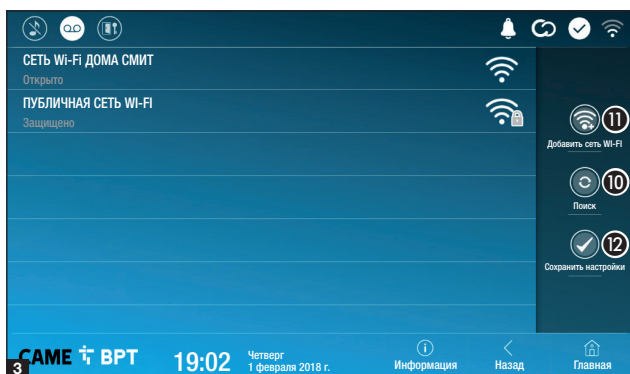 СЕТЬ Wi-Fi ДОМА СМИТ
Открыто
ПУБЛИЧНАЯ СЕТЬ WI-FI
Защищено
11
Добавить сеть WI-FI
10
Поиск
12
Сохранить настройки
3
CAME BPT
19:02
Четверг
1 февраля 2018 г.
Информация
Назад
Главная